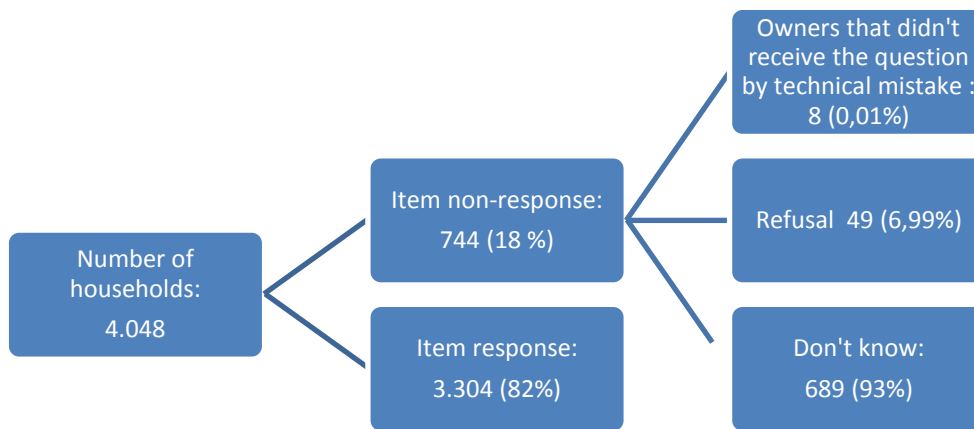 Number of
households:
4.048
Item non-response:
744 (18 %)
Item response:
3.304 (82%)
Owners that didn't
receive the question
by technical mistake :
8 (0,01%)
Refusal 49 (6,99%)
Don't know:
689 (93%)